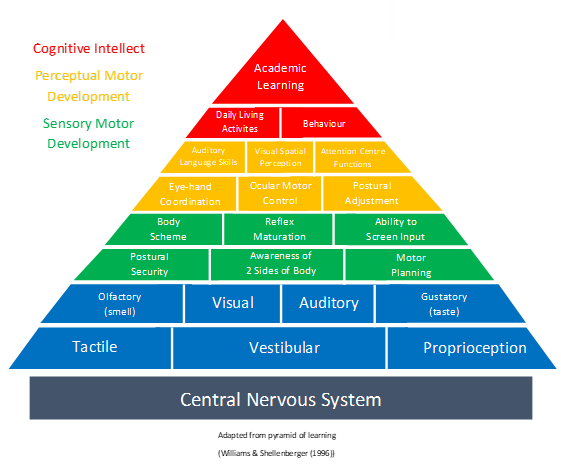 Cognitive Intellect
Perceptual Motor
Development
Sensory Motor
Development
Academic
Learning
Daily Living
Activites
Behaviour
Auditory
Language Skills
Visual Spatial
Perception
Attention Centre
Functions
Eye-hand
Coordination
Ocular Motor
Control
Postural
Adjustment
Body
Scheme
Reflex
Maturation
Ability to
Screen Input
Postural
Security
Awareness of
2 Sides of Body
Motor
Planning
Olfactory
(smell)
Visual
Auditory
Gustatory
(taste)
Tactile
Vestibular
Proprioception
Central Nervous System
Adapted from pyramid of learning
(Williams & Shellenberger (1996))